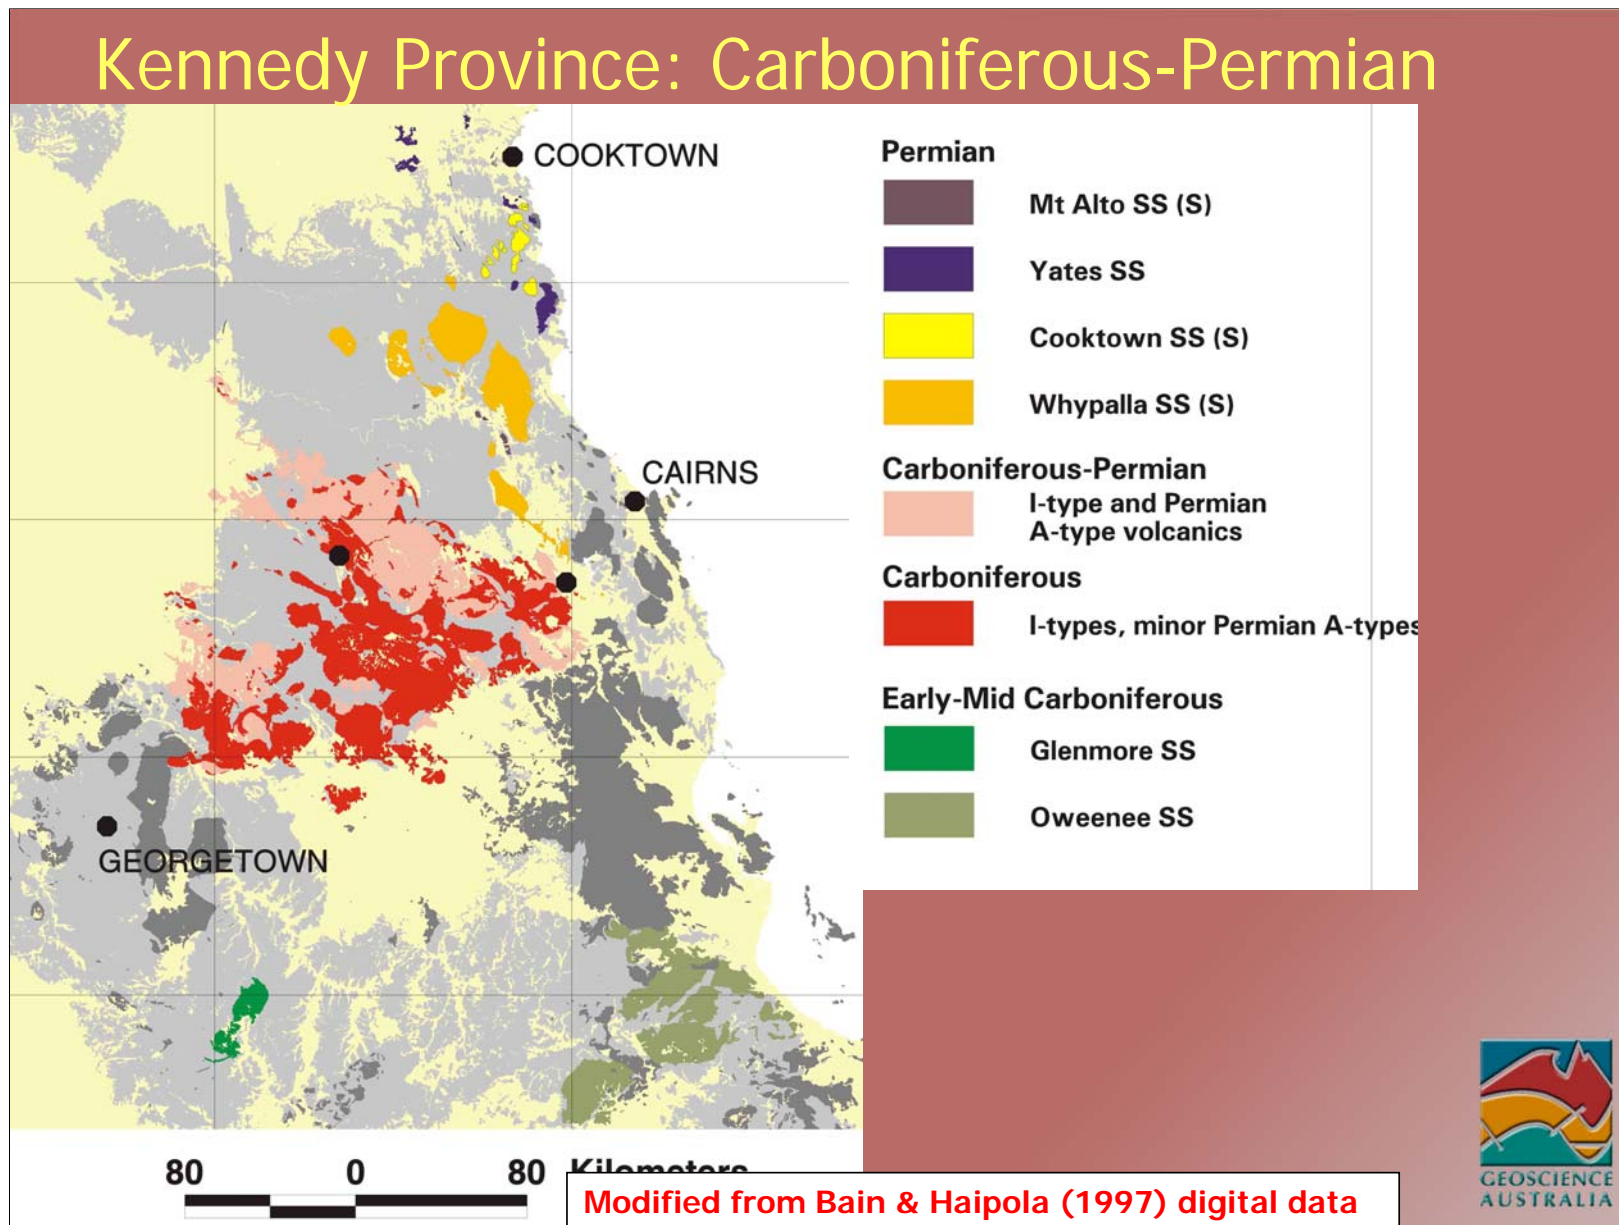 Kennedy Province: Carboniferous-Permian
COOKTOWN
CAIRNS
GEORGETOWN
Permian
Mt Alto SS (S)
Yates SS
Cooktown SS (S)
Whypalla SS (S)
Carboniferous-Permian
I-type and Permian
A-type volcanics
Carboniferous
I-types, minor Permian A-types
Early-Mid Carboniferous
Glenmore SS
Oweenee SS
80 0 80 Kilometers
Modified from Bain & Haipola (1997) digital data
GEOSCIENCE
AUSTRALIA